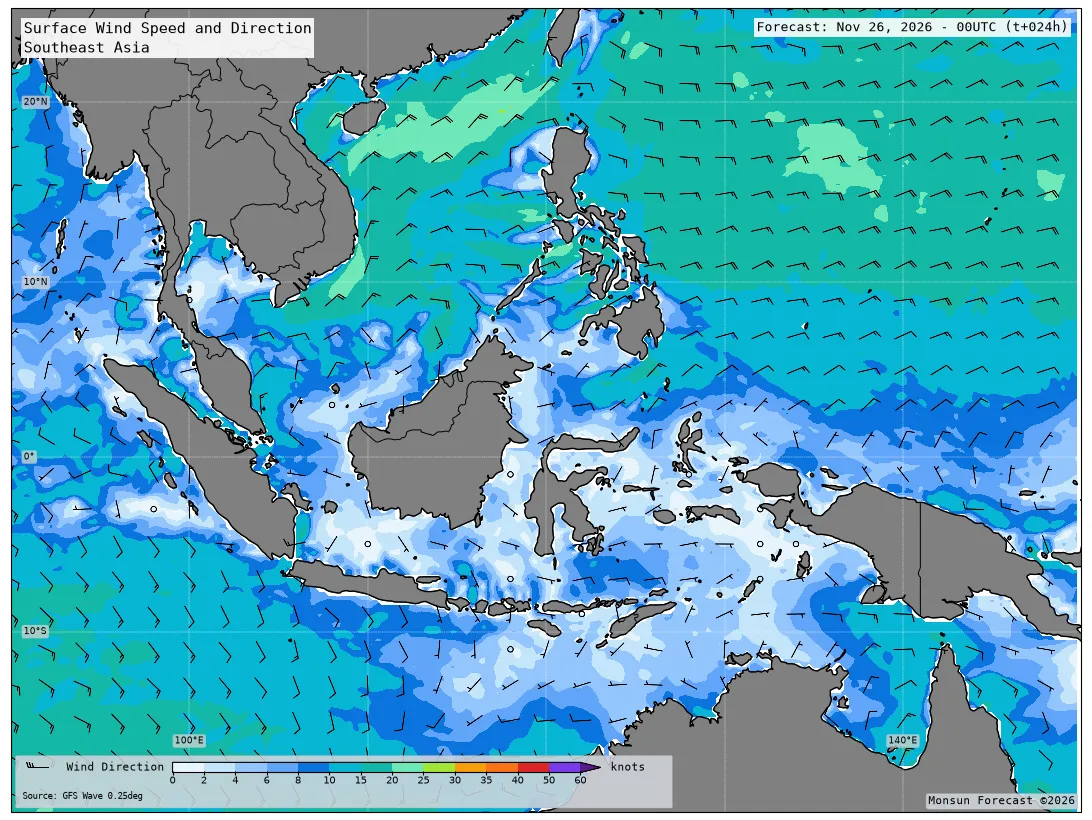 Surface Wind Speed and Direction
Southeast Asia
Forecast: Nov 26, 2026 - 00UTC (t+024h)
20°N
10°N
0°
10°S
100°E
140°E
Wind Direction
knots
0 2 4 6 8 10 15 20 25 30 35 40 50 60
Source: GFS Wave 0.25deg
Monsun Forecast ©2026